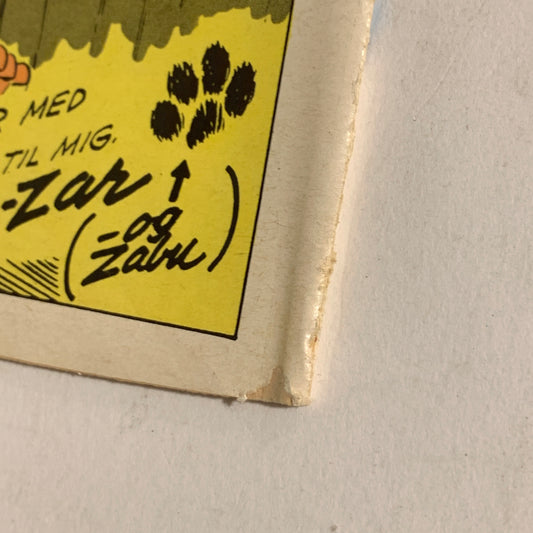 MED
TIL MIG.
-zar
(-og
Zabu)